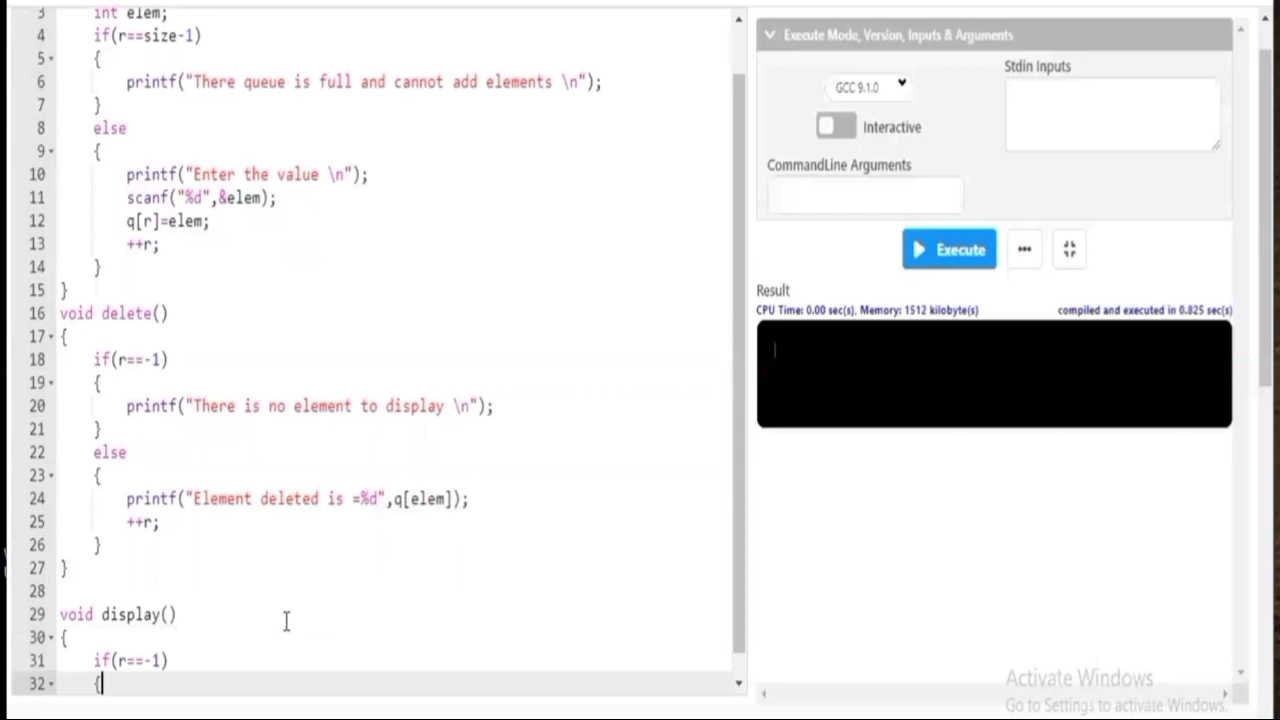 3 int elem;
4 if(r==size-1)
5 {
6 printf("There queue is full and cannot add elements \n");
7 }
8 else
9 {
10 printf("Enter the value \n");
11 scanf("%d",&elem);
12 q[r]=elem;
13 ++r;
14 }
15 }
16 void delete()
17 {
18 if(r==-1)
19 {
20 printf("There is no element to display \n");
21 }
22 else
23 {
24 printf("Element deleted is =%d",q[elem]);
25 ++r;
26 }
27 }
28
29 void display()
30 {
31 if(r==-1)
32 {
Execute Mode, Version, Inputs & Arguments
GCC 9.1.0
Stdin Inputs
Interactive
CommandLine Arguments
Execute
Result
CPU Time: 0.00 sec(s), Memory: 1512 kilobyte(s) compiled and executed in 0.825 sec(s)
Activate Windows
Go to Settings to activate Windows.